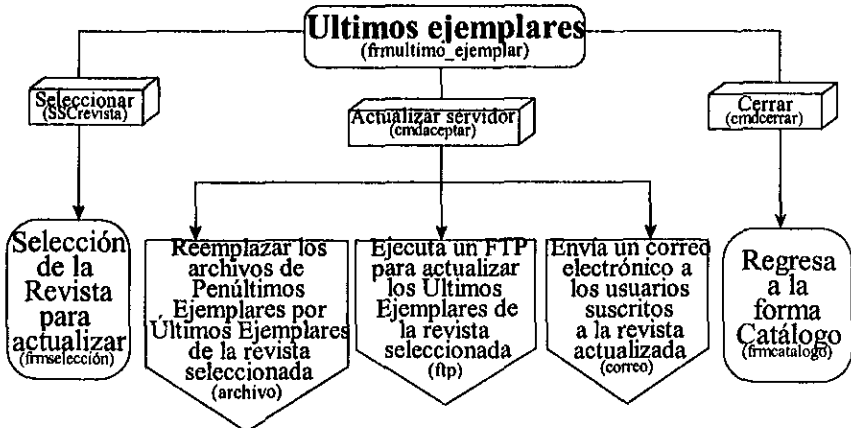 Ultimos ejemplares
(frmultimo_ejemplar)
Seleccionar
(SSCrevista)
Actualizar servidor
(cmdaceptar)
Cerrar
(cmdcerrar)
Selección
de la
Revista
para
actualizar
(frmselección)
Reemplazar los
archivos de
Penúltimos
Ejemplares por
Últimos Ejemplares
de la revista
seleccionada
(archivo)
Ejecuta un FTP
para actualizar
los Últimos
Ejemplares de
la revista
seleccionada
(ftp)
Envía un correo
electrónico a
los usuarios
suscritos
a la revista
actualizada
(correo)
Regresa
a la
forma
Catálogo
(frmcatalogo)